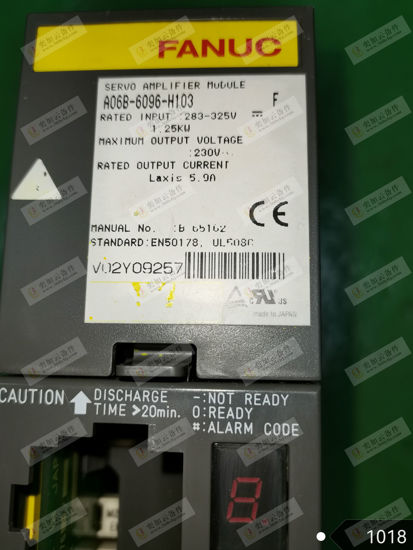 FANUC
SERVO AMPLIFIER MODULE
A06B-6096-H103 F
RATED INPUT :283-325V
1.25KW
MAXIMUM OUTPUT VOLTAGE
:230V~
RATED OUTPUT CURRENT
Laxis 5.9A
MANUAL No. :B-65162
STANDARD:EN50178, UL508C
V02Y09257
US
made in JAPAN
CAUTION DISCHARGE TIME >20min.
-:NOT READY
0:READY
#:ALARM CODE
8
1018